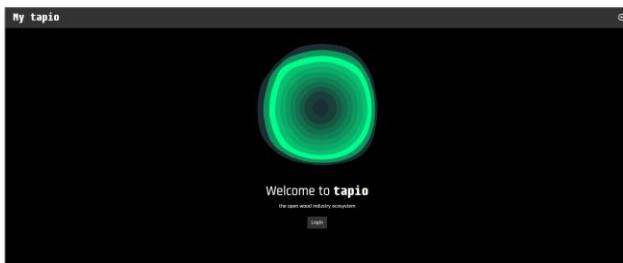 My tapio
Welcome to tapio
the open wood industry ecosystem
Login